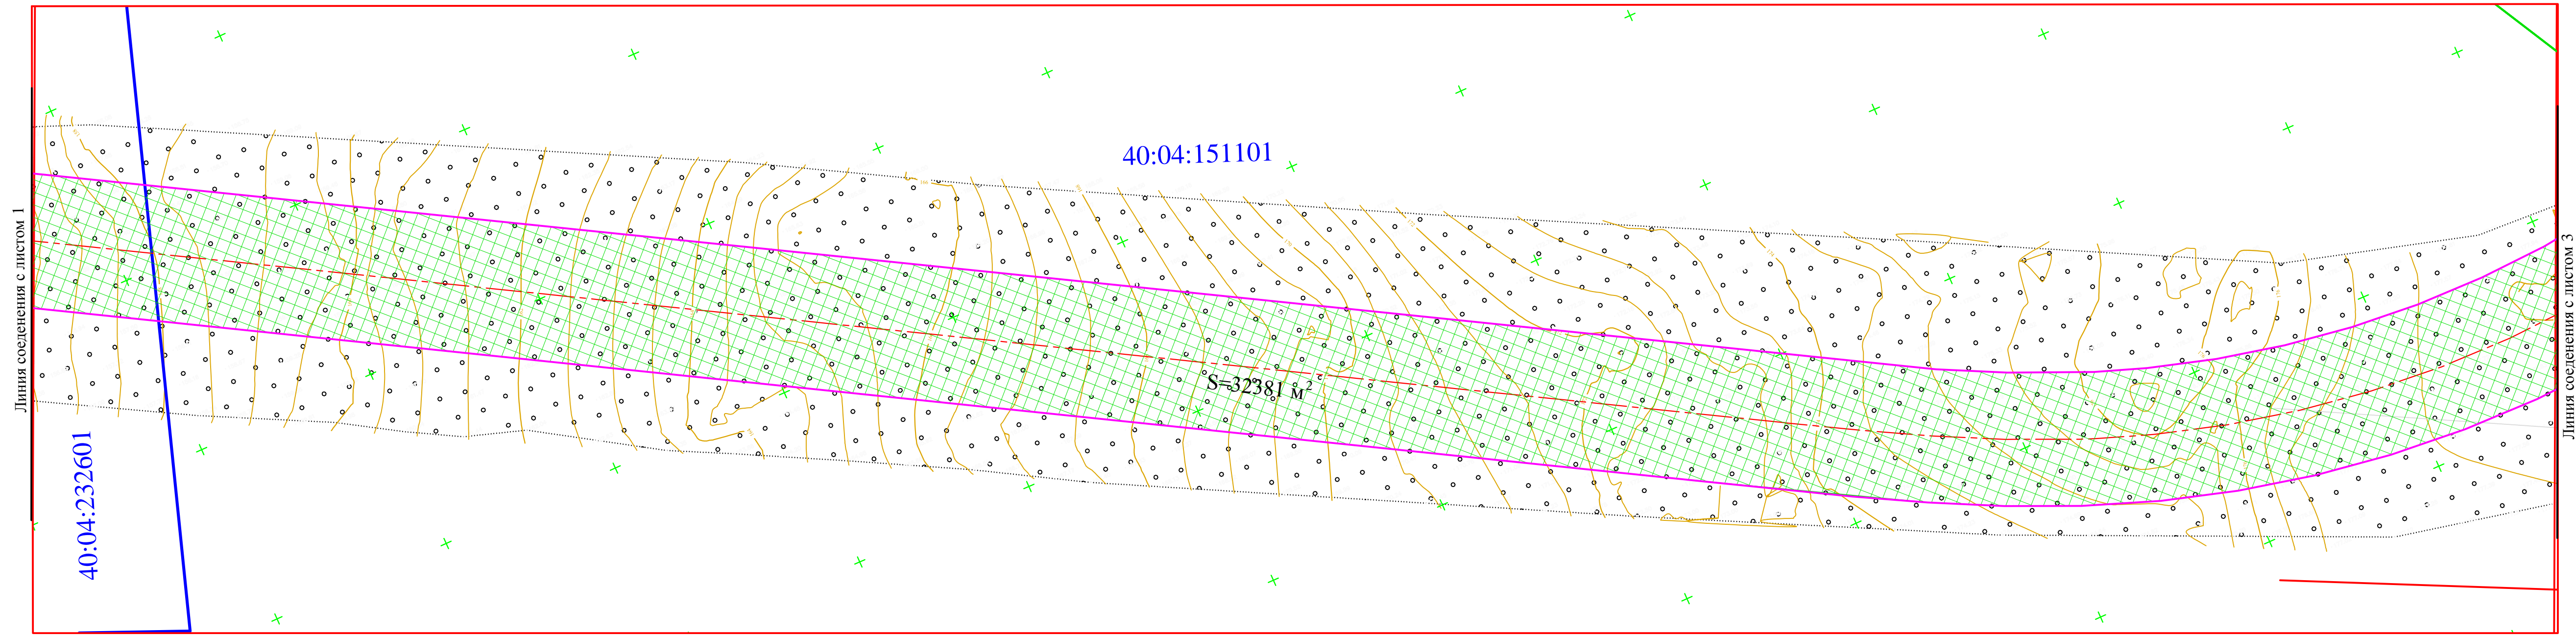 Линия соеденения с листом 1
40:04:232601
40:04:151101
S=32381 м²
Линия соеденения с листом 3